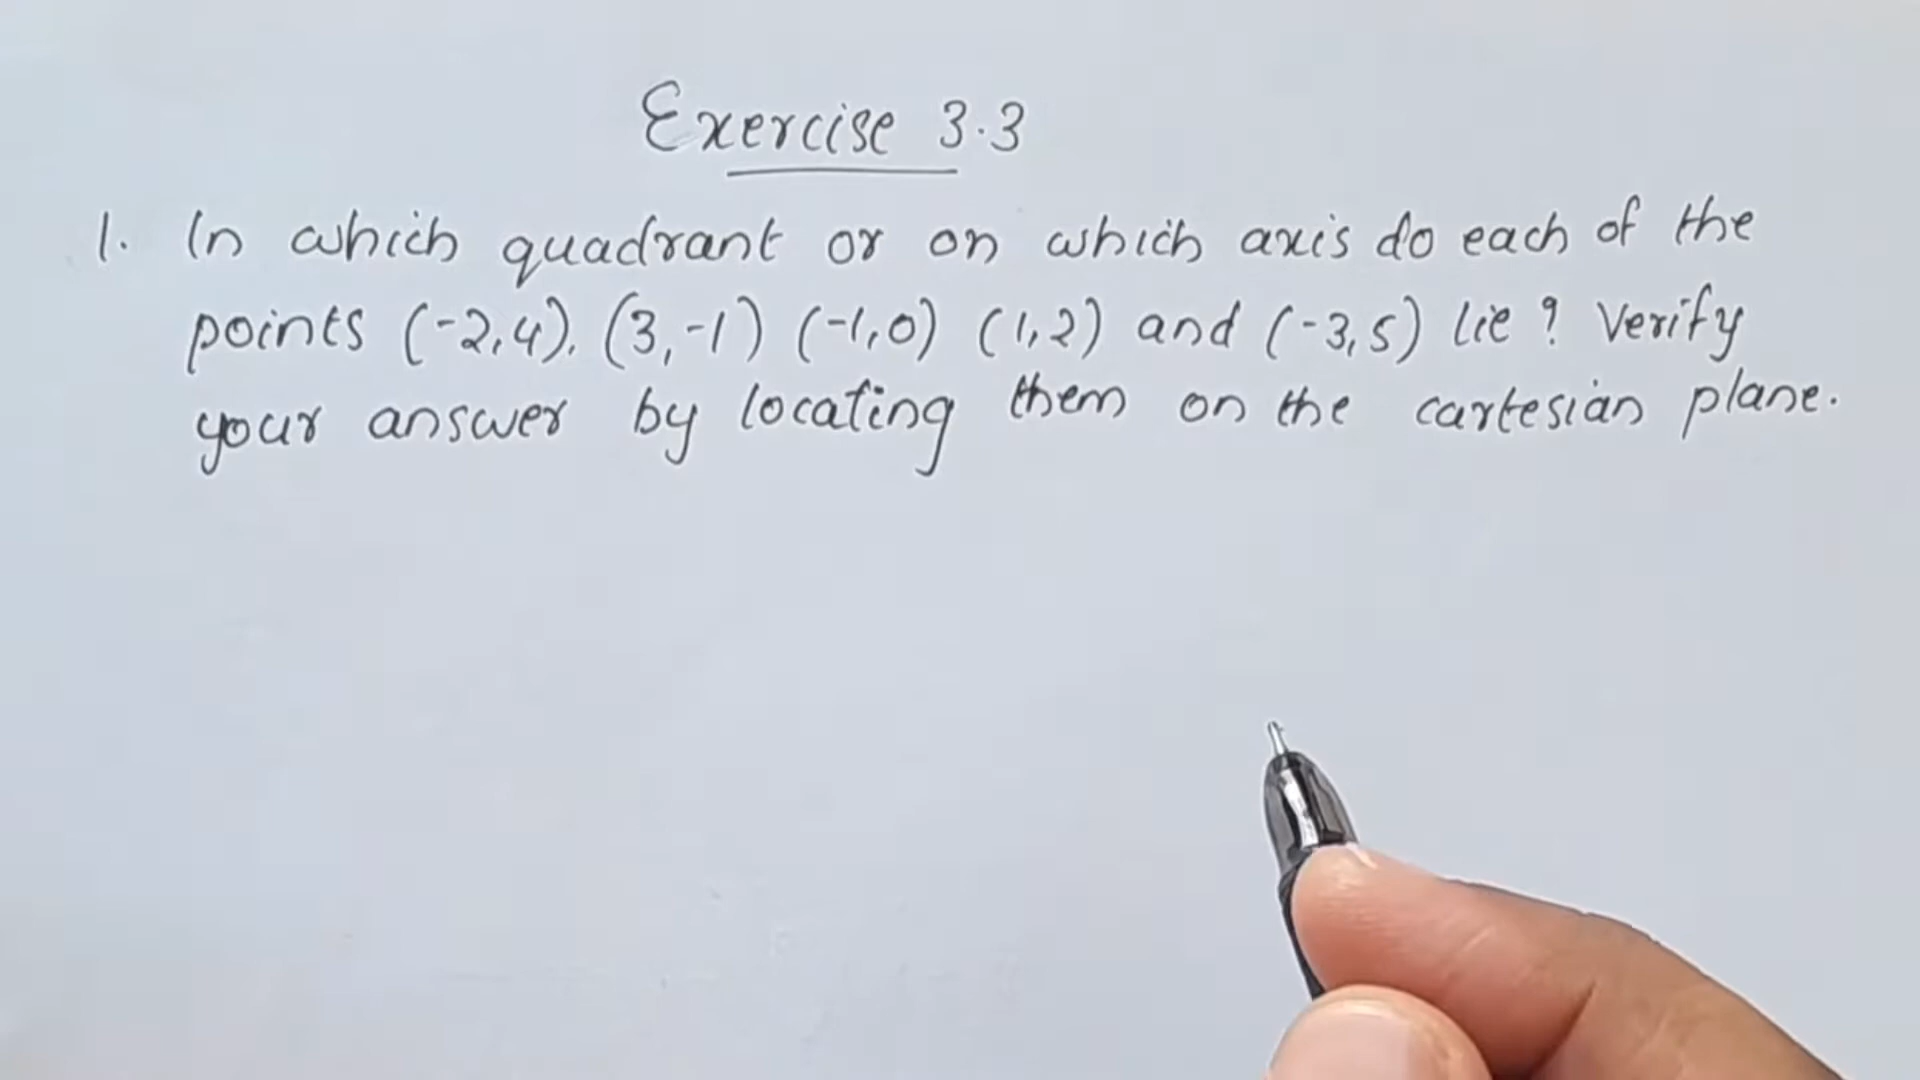 Exercise 3.3
1. In which quadrant or on which axis do each of the
points (-2,4), (3,-1) (-1,0) (1,2) and (-3,5) lie? Verify
your answer by locating them on the cartesian plane.